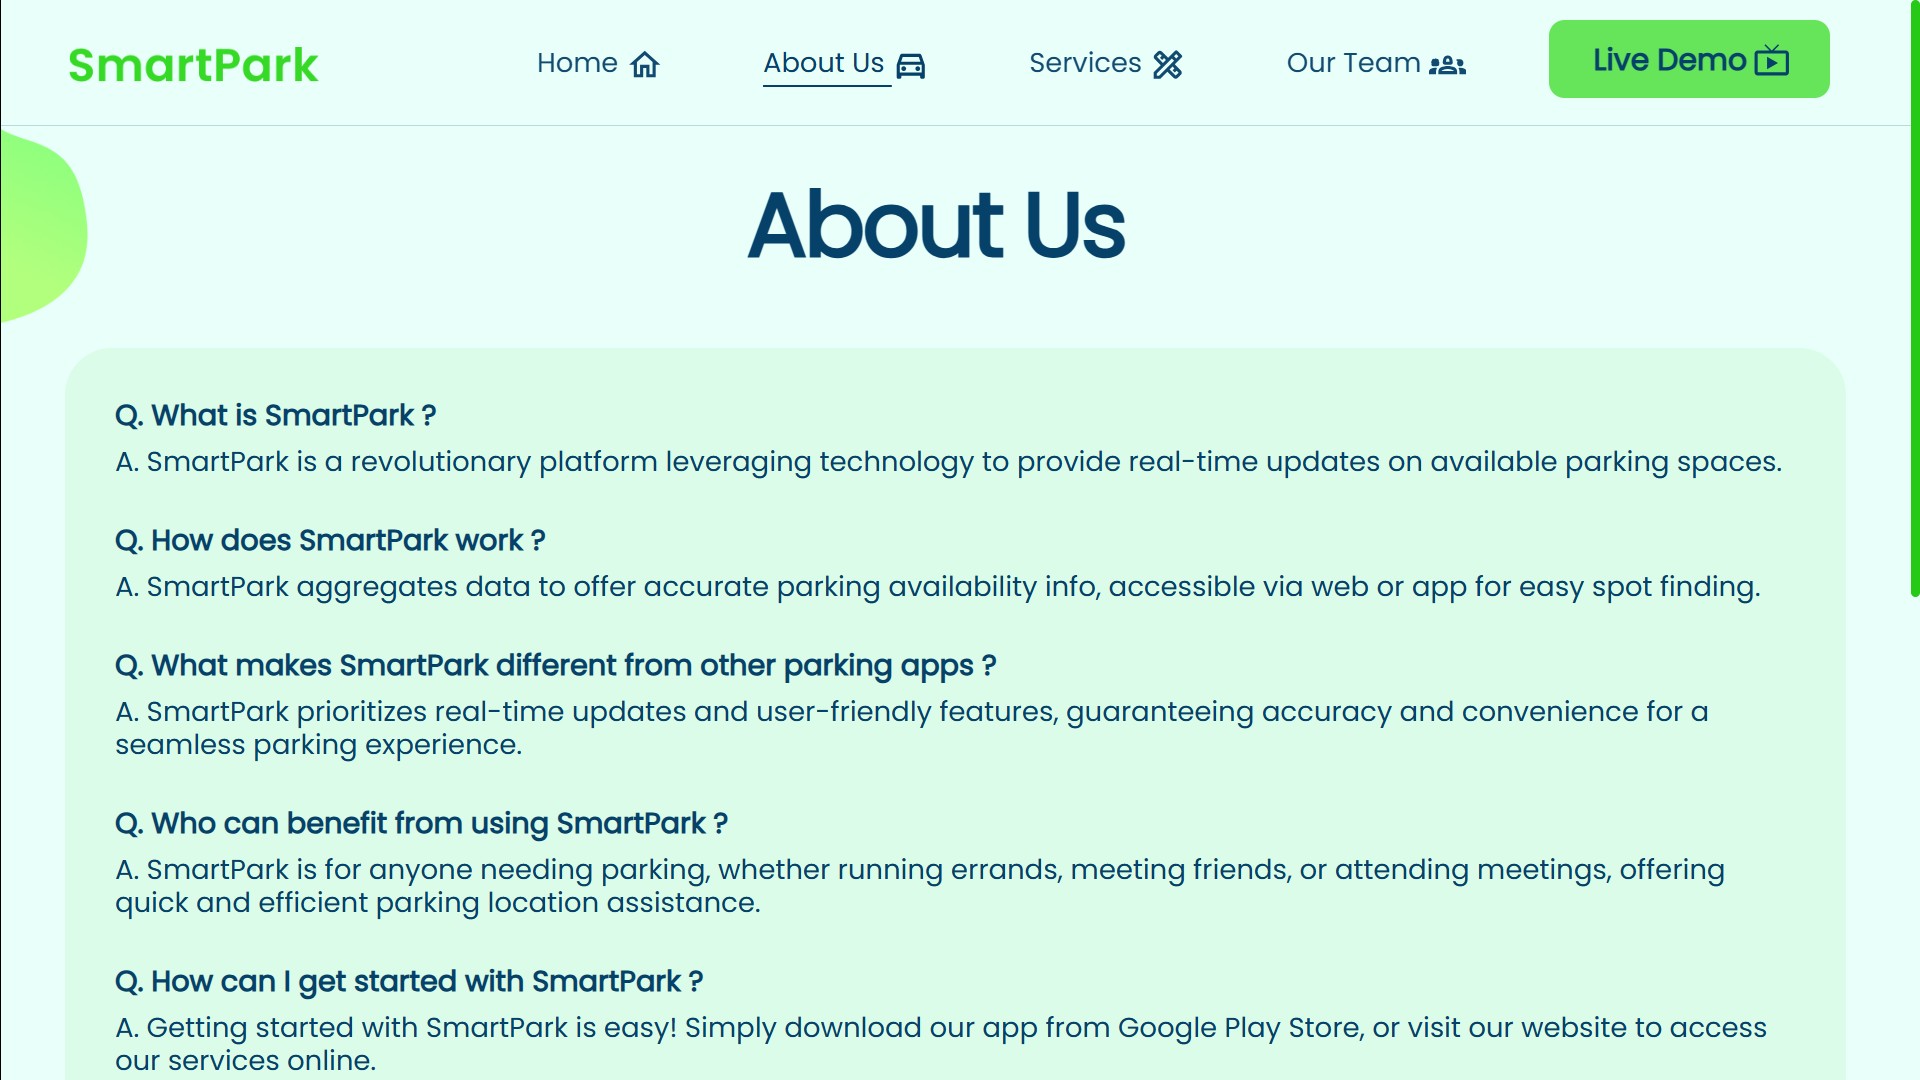 SmartPark
Home
About Us
Services
Our Team
Live Demo
About Us
Q. What is SmartPark ?
A. SmartPark is a revolutionary platform leveraging technology to provide real-time updates on available parking spaces.
Q. How does SmartPark work ?
A. SmartPark aggregates data to offer accurate parking availability info, accessible via web or app for easy spot finding.
Q. What makes SmartPark different from other parking apps ?
A. SmartPark prioritizes real-time updates and user-friendly features, guaranteeing accuracy and convenience for a
seamless parking experience.
Q. Who can benefit from using SmartPark ?
A. SmartPark is for anyone needing parking, whether running errands, meeting friends, or attending meetings, offering
quick and efficient parking location assistance.
Q. How can I get started with SmartPark ?
A. Getting started with SmartPark is easy! Simply download our app from Google Play Store, or visit our website to access
our services online.